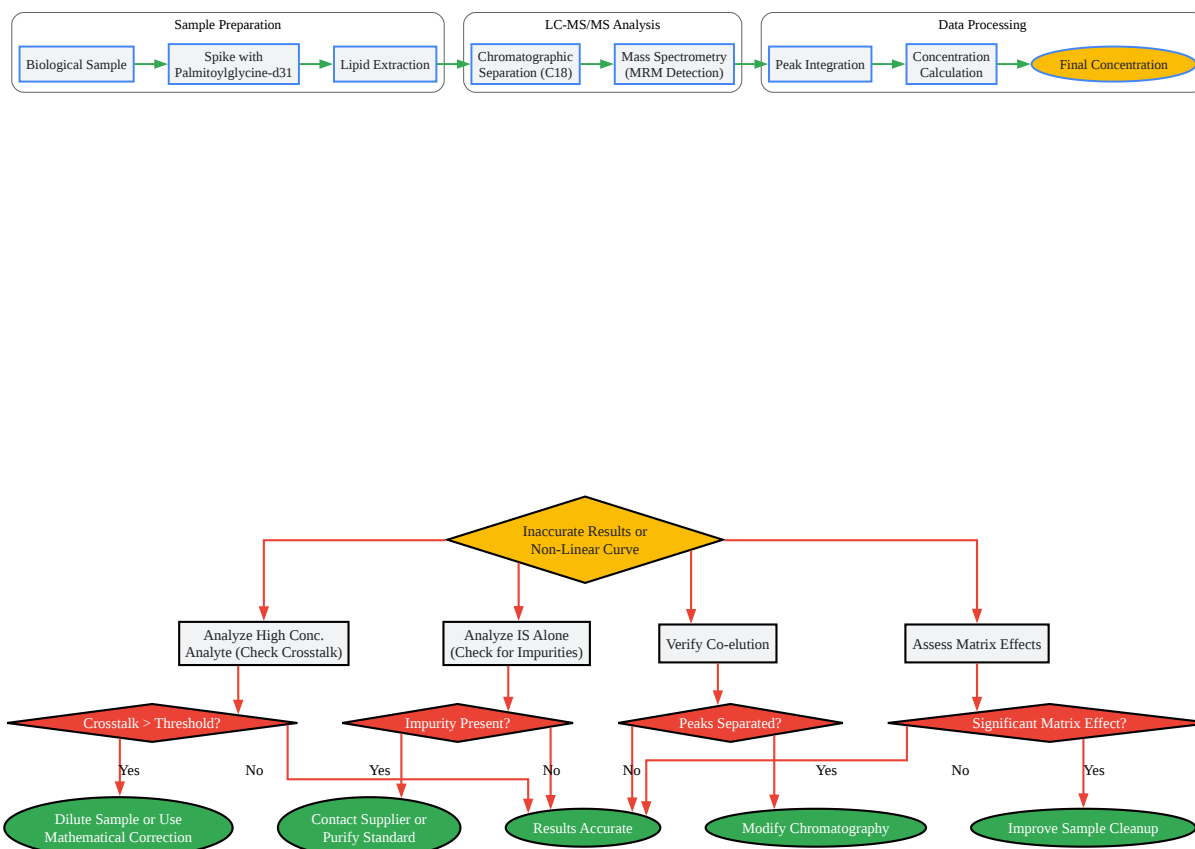 Sample Preparation
LC-MS/MS Analysis
Data Processing
Biological Sample
Spike with
Palmitoylglycine-d31
Lipid Extraction
Chromatographic
Separation (C18)
Mass Spectrometry
(MRM Detection)
Peak Integration
Concentration
Calculation
Final Concentration
Inaccurate Results or
Non-Linear Curve
Analyze High Conc.
Analyte (Check Crosstalk)
Analyze IS Alone
(Check for Impurities)
Verify Co-elution
Assess Matrix Effects
Crosstalk > Threshold?
Impurity Present?
Peaks Separated?
Significant Matrix Effect?
Yes
No
Yes
No
No
Yes
No
Yes
Dilute Sample or Use
Mathematical Correction
Contact Supplier or
Purify Standard
Results Accurate
Modify Chromatography
Improve Sample Cleanup